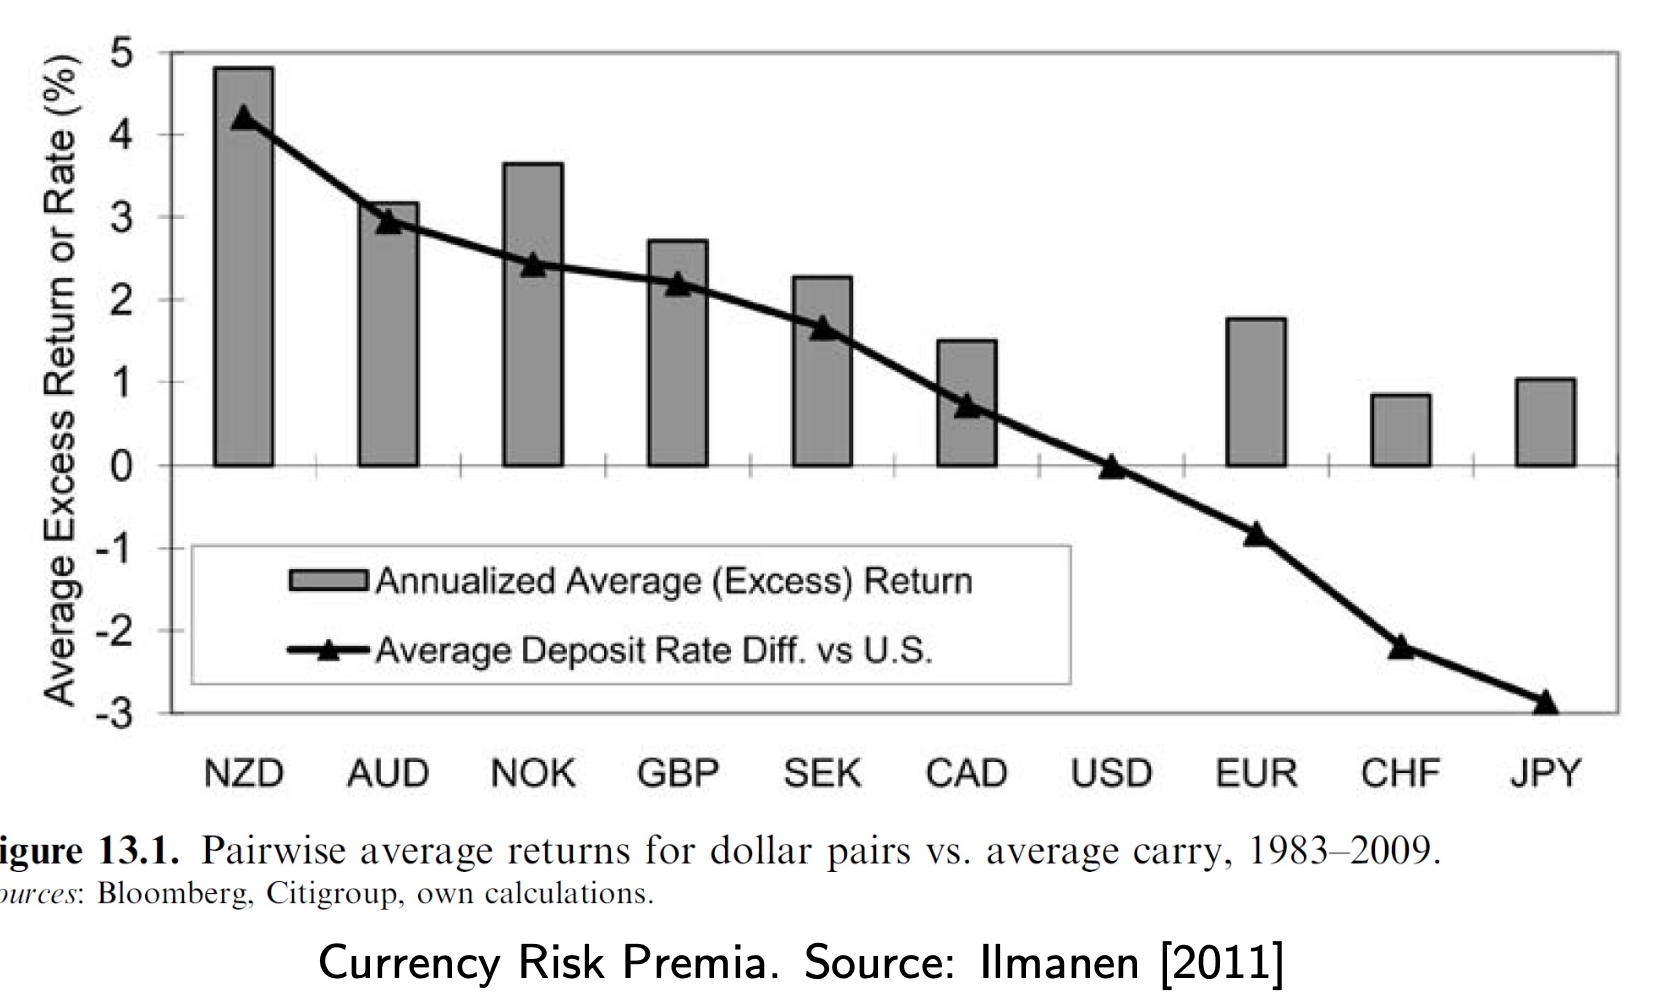 Average Excess Return or Rate (%)
5
4
3
2
1
0
-1
-2
-3
Annualized Average (Excess) Return
Average Deposit Rate Diff. vs U.S.
NZD AUD NOK GBP SEK CAD USD EUR CHF JPY
igure 13.1. Pairwise average returns for dollar pairs vs. average carry, 1983–2009.
ources: Bloomberg, Citigroup, own calculations.
Currency Risk Premia. Source: Ilmanen [2011]